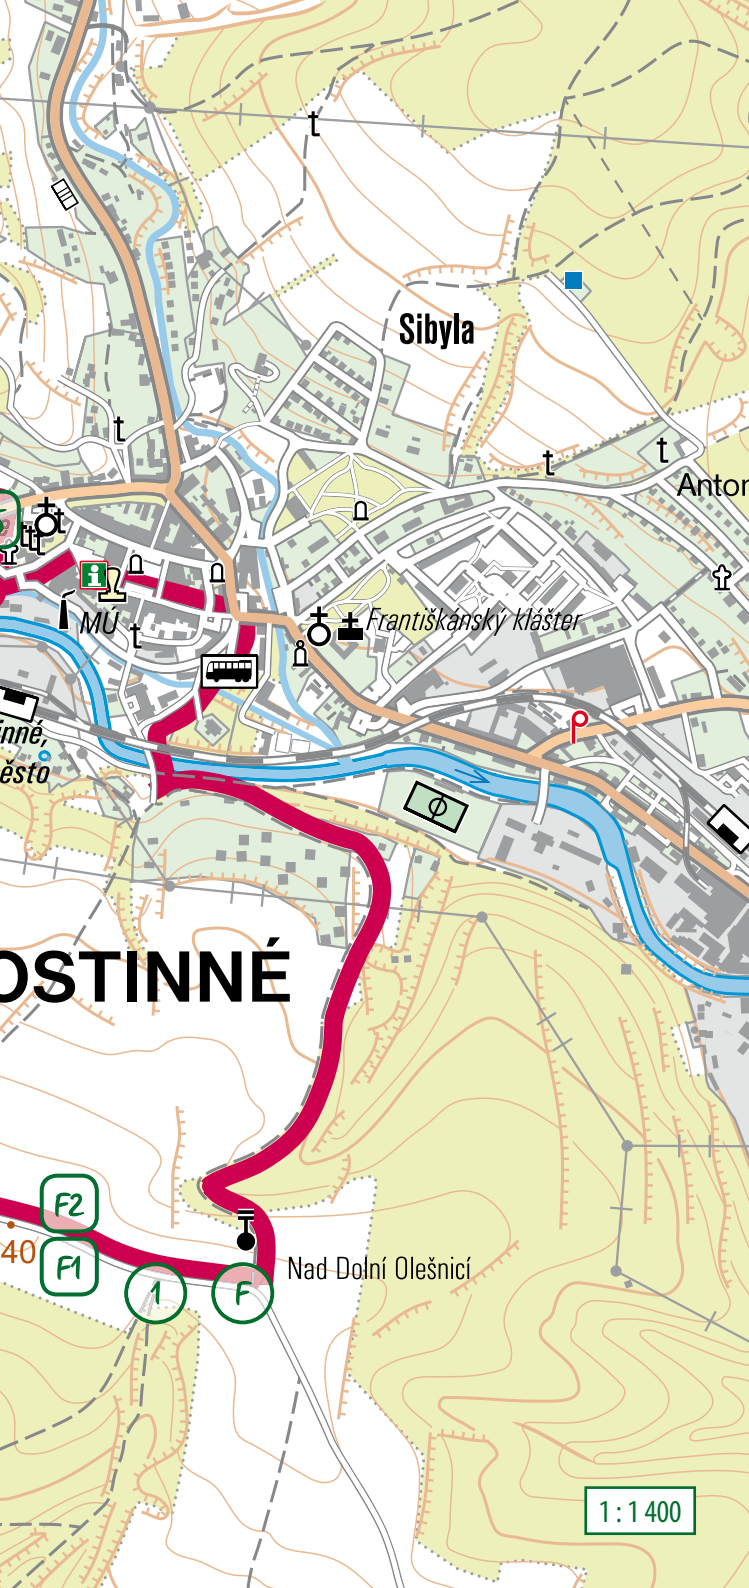 Sibyla
Anton
MÚ
Františkánský klášter
inné,
ěsto
OSTINNÉ
F2
40
F1
Nad Dolní Olešnicí
1
F
1 : 1 400